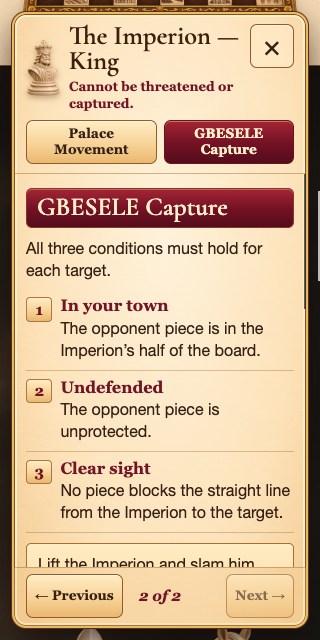 The Imperion —
King
Cannot be threatened or
captured.
×
Palace
Movement
GBESELE
Capture
GBESELE Capture
All three conditions must hold for
each target.
1 In your town
The opponent piece is in the
Imperion’s half of the board.
2 Undefended
The opponent piece is
unprotected.
3 Clear sight
No piece blocks the straight line
from the Imperion to the target.
Lift the Imperion and slam him
← Previous 2 of 2 Next →